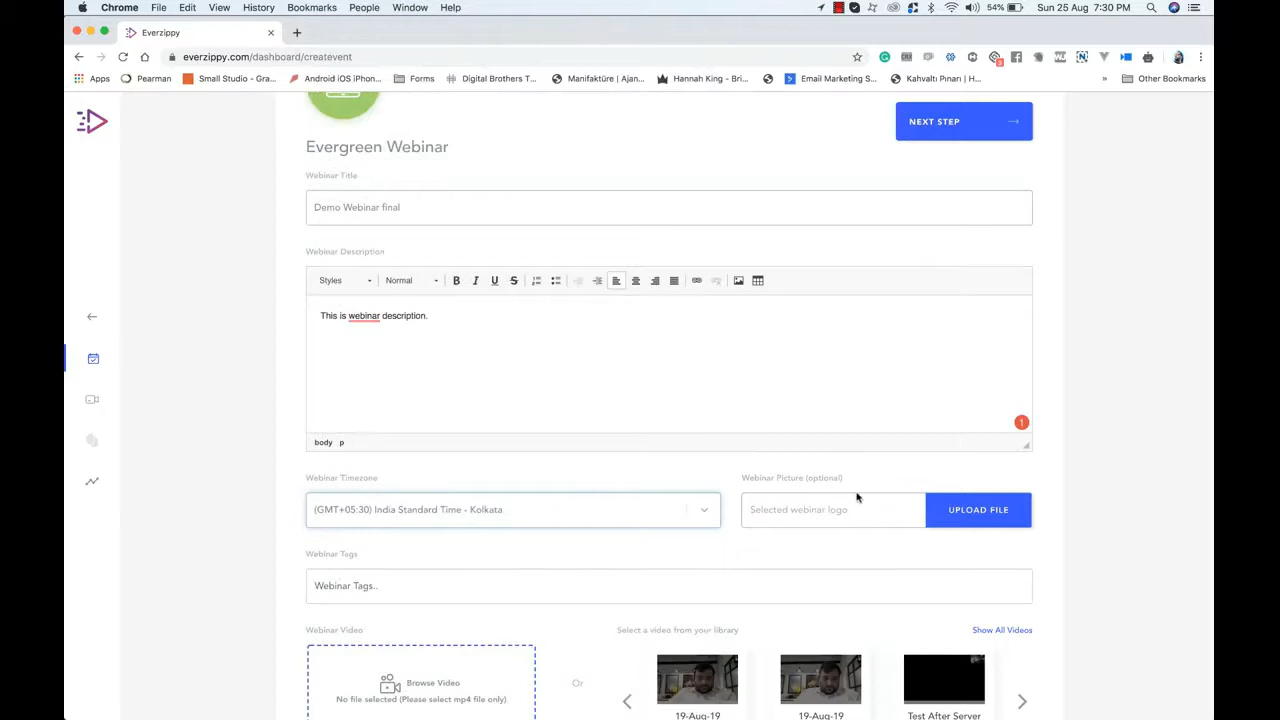 Chrome File Edit View History Bookmarks People Window Help 54% Sun 25 Aug 7:30 PM
Everzippy
everzippy.com/dashboard/createvent
Apps Pearman Small Studio - Gra... Android iOS iPhon... Forms Digital Brothers T... Manifaktüre | Ajan... Hannah King - Bri... Email Marketing S... Kahvaltı Pınarı | H... » Other Bookmarks
NEXT STEP
Evergreen Webinar
Webinar Title
Demo Webinar final
Webinar Description
Styles Normal B I U S
This is webinar description.
1
body p
Webinar Timezone Webinar Picture (optional)
(GMT+05:30) India Standard Time - Kolkata Selected webinar logo UPLOAD FILE
Webinar Tags
Webinar Tags..
Webinar Video Select a video from your library Show All Videos
Browse Video Or
No file selected (Please select mp4 file only)
19-Aug-19 19-Aug-19 Test After Server